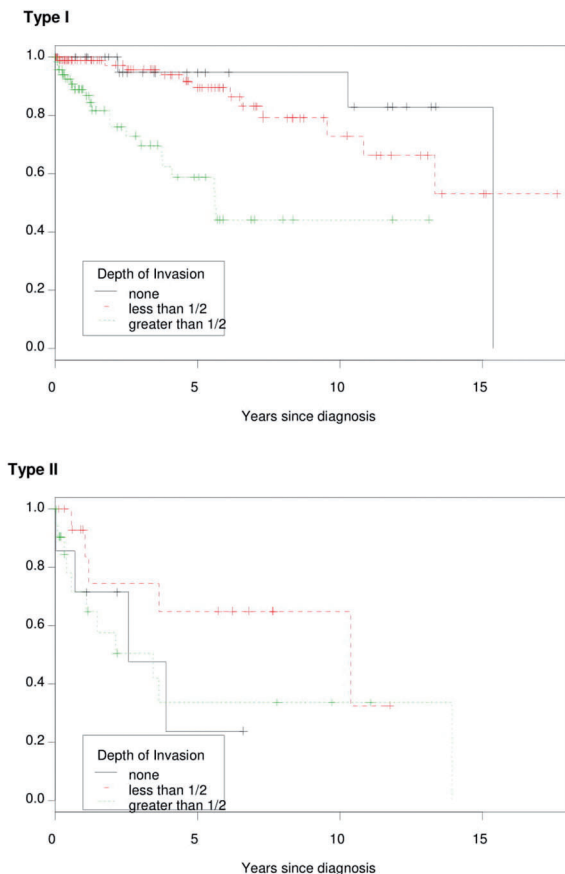 Type I
1.0
0.8
0.6
0.4
0.2
0.0
Depth of Invasion
none
less than 1/2
greater than 1/2
0 5 10 15
Years since diagnosis
Type II
1.0
0.8
0.6
0.4
0.2
0.0
Depth of Invasion
none
less than 1/2
greater than 1/2
0 5 10 15
Years since diagnosis